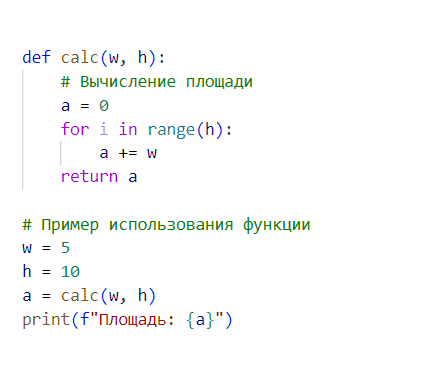 def calc(w, h):
    # Вычисление площади
    a = 0
    for i in range(h):
        a += w
    return a

# Пример использования функции
w = 5
h = 10
a = calc(w, h)
print(f"Площадь: {a}")